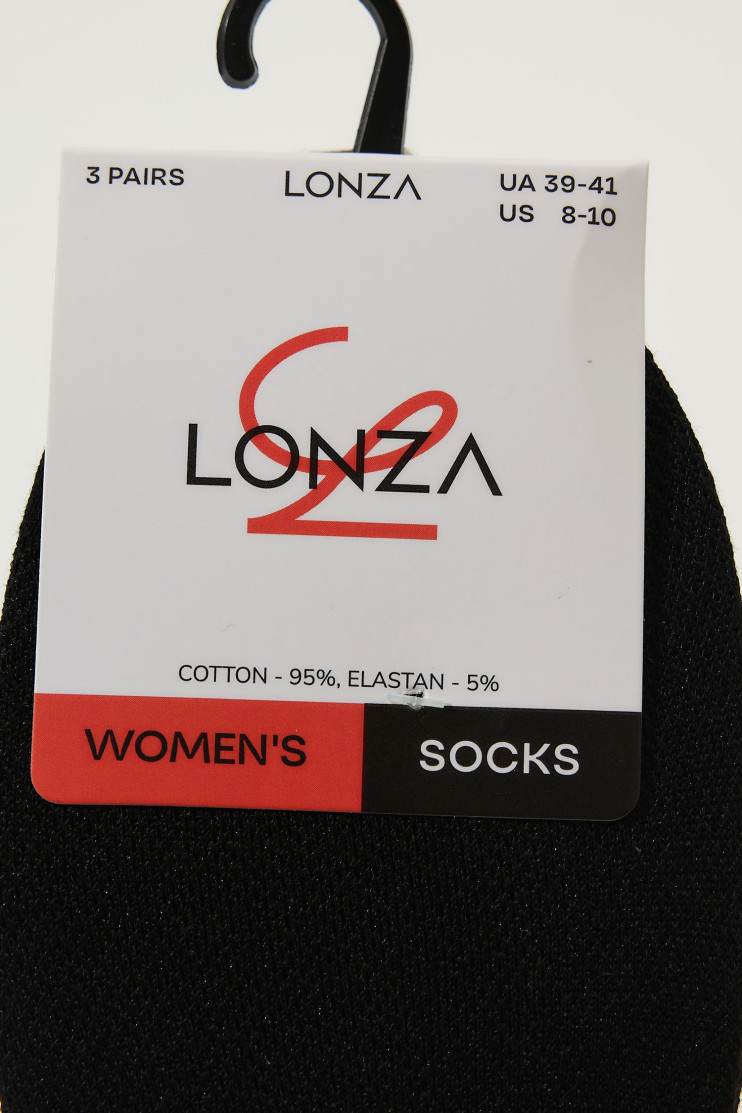 3 PAIRS
LONZA
UA 39-41
US 8-10
LONZA
COTTON - 95%, ELASTAN - 5%
WOMEN'S
SOCKS